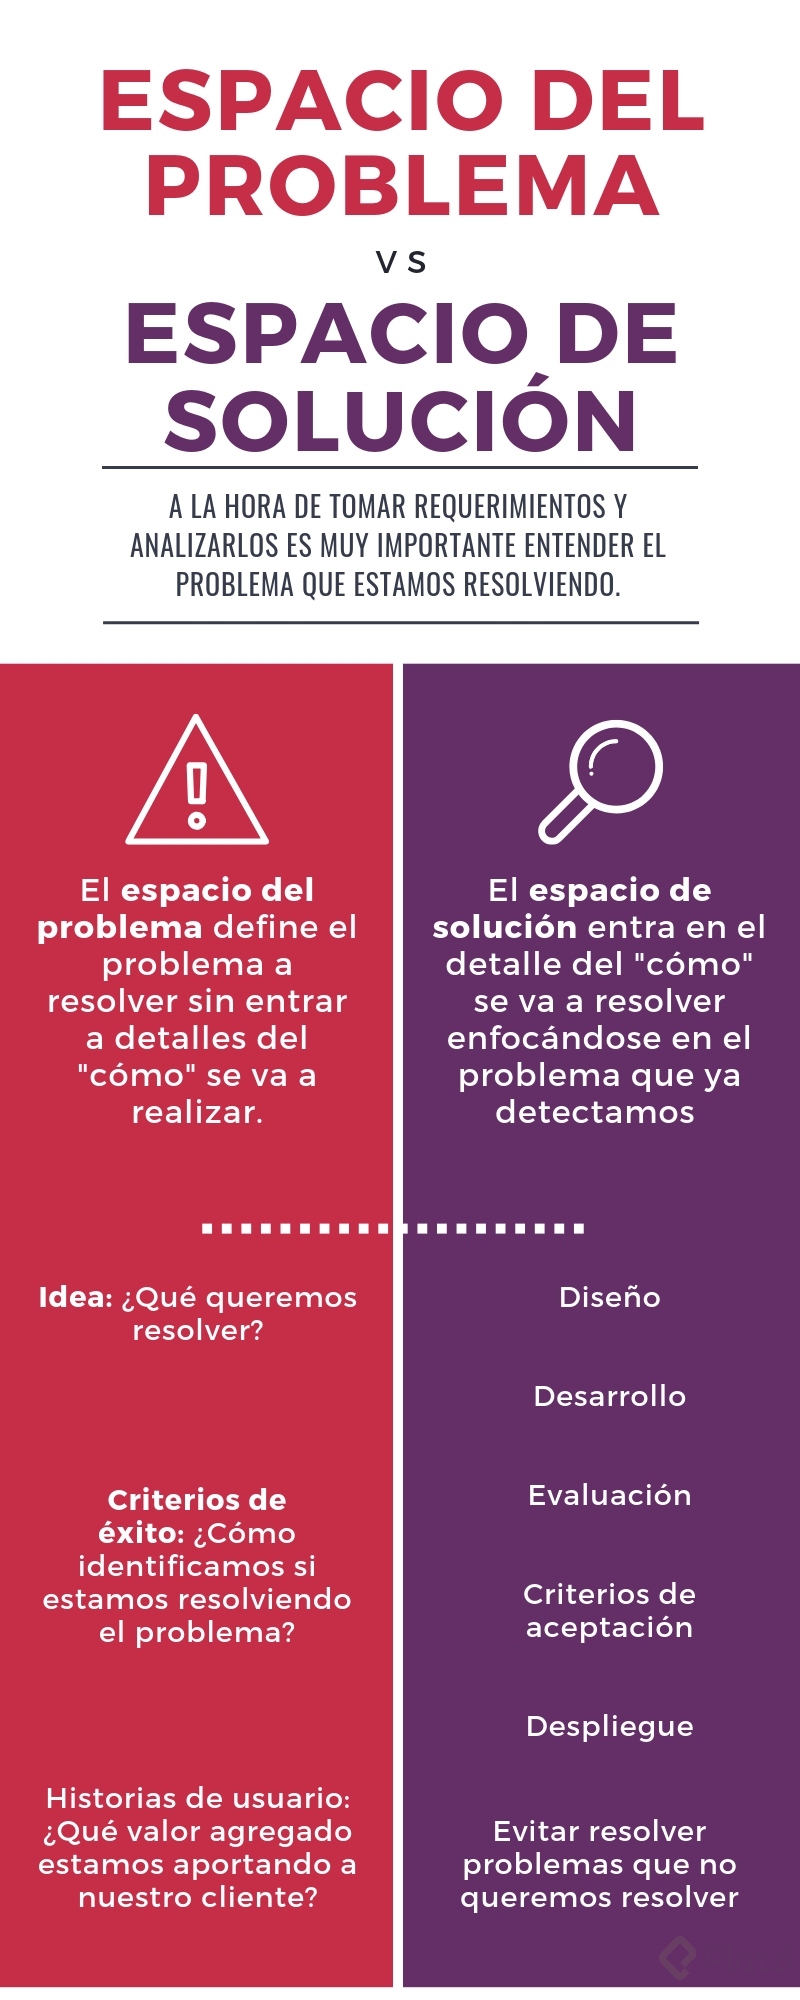 ESPACIO DEL
PROBLEMA
VS
ESPACIO DE
SOLUCIÓN
A LA HORA DE TOMAR REQUERIMIENTOS Y
ANALIZARLOS ES MUY IMPORTANTE ENTENDER EL
PROBLEMA QUE ESTAMOS RESOLVIENDO.
El espacio del
problema define el
problema a
resolver sin entrar
a detalles del
"cómo" se va a
realizar.
El espacio de
solución entra en el
detalle del "cómo"
se va a resolver
enfocándose en el
problema que ya
detectamos
Idea: ¿Qué queremos
resolver?
Criterios de
éxito: ¿Cómo
identificamos si
estamos resolviendo
el problema?
Historias de usuario:
¿Qué valor agregado
estamos aportando a
nuestro cliente?
Diseño
Desarrollo
Evaluación
Criterios de
aceptación
Despliegue
Evitar resolver
problemas que no
queremos resolver